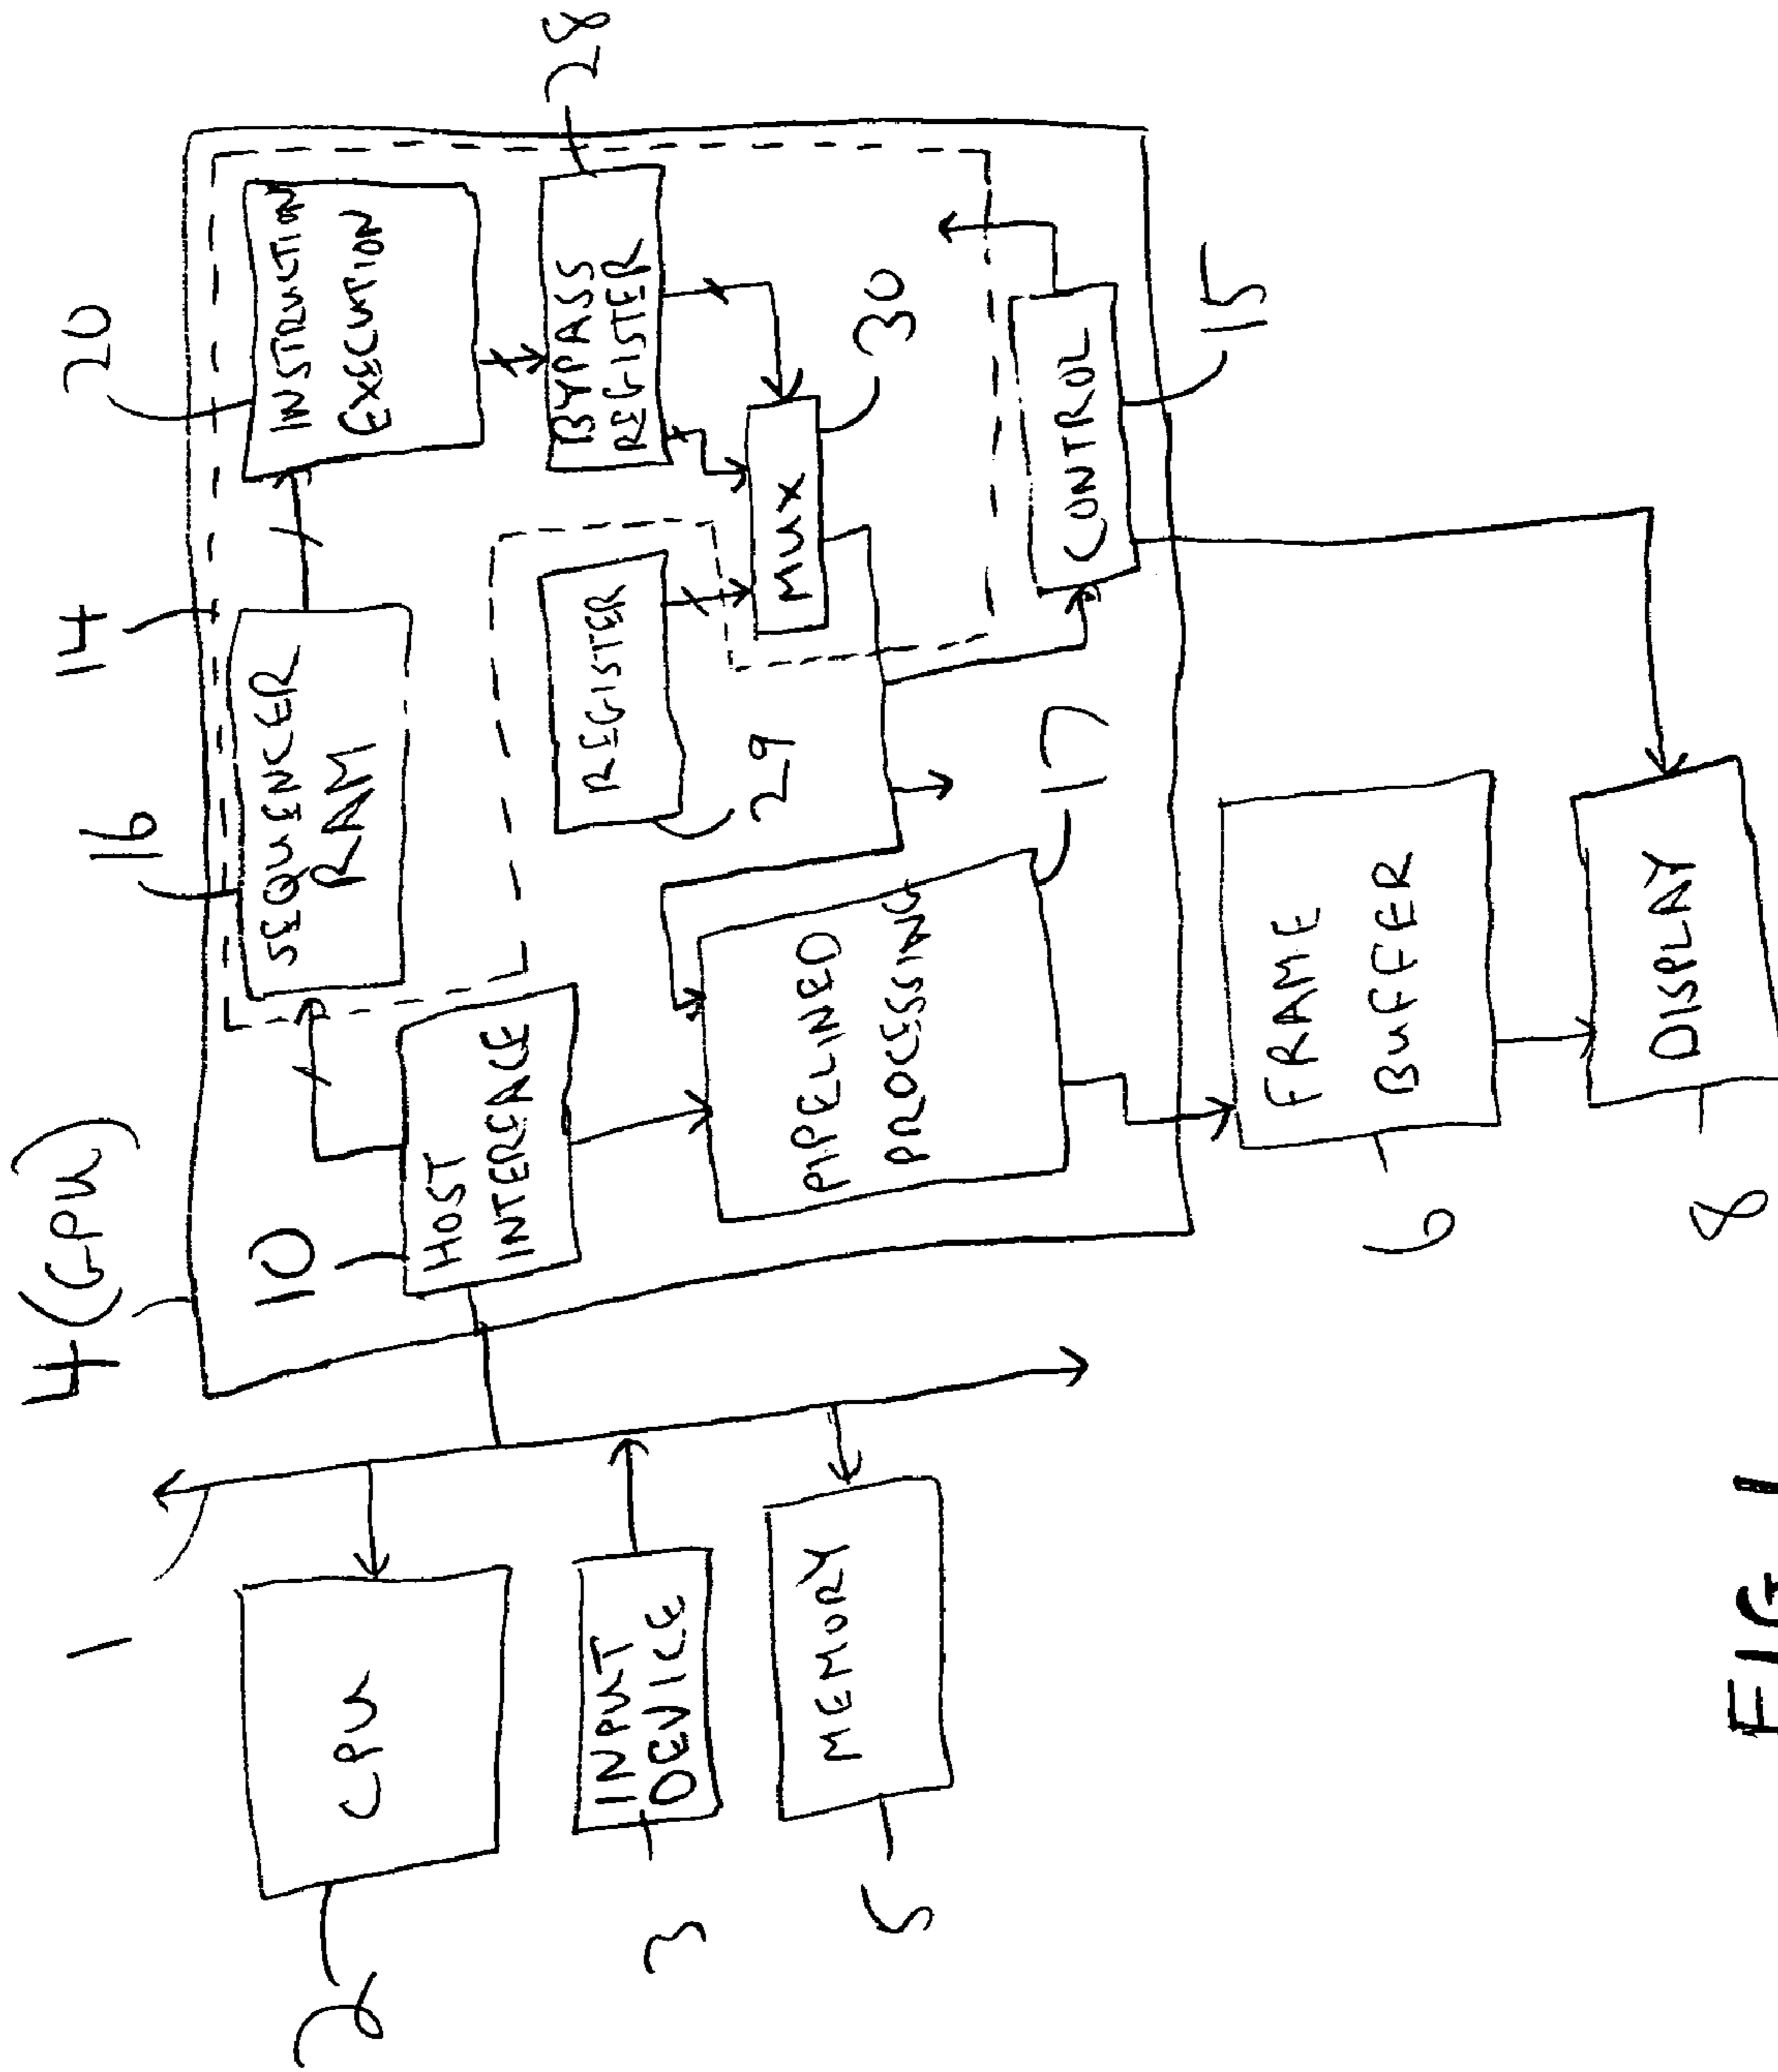 4 (GPU)
14
16
20
1
10
CPU
2
INPUT
DEVICE
3
MEMORY
5
HOST
INTERFACE
SEQUENCER
RAM
INSTRUCTION
EXECUTION
REGISTER
29
BYPASS
REGISTER
28
MUX
30
PIPELINED
PROCESSING
17
CONTROL
15
FRAME
BUFFER
6
DISPLAY
8
FIG. 1